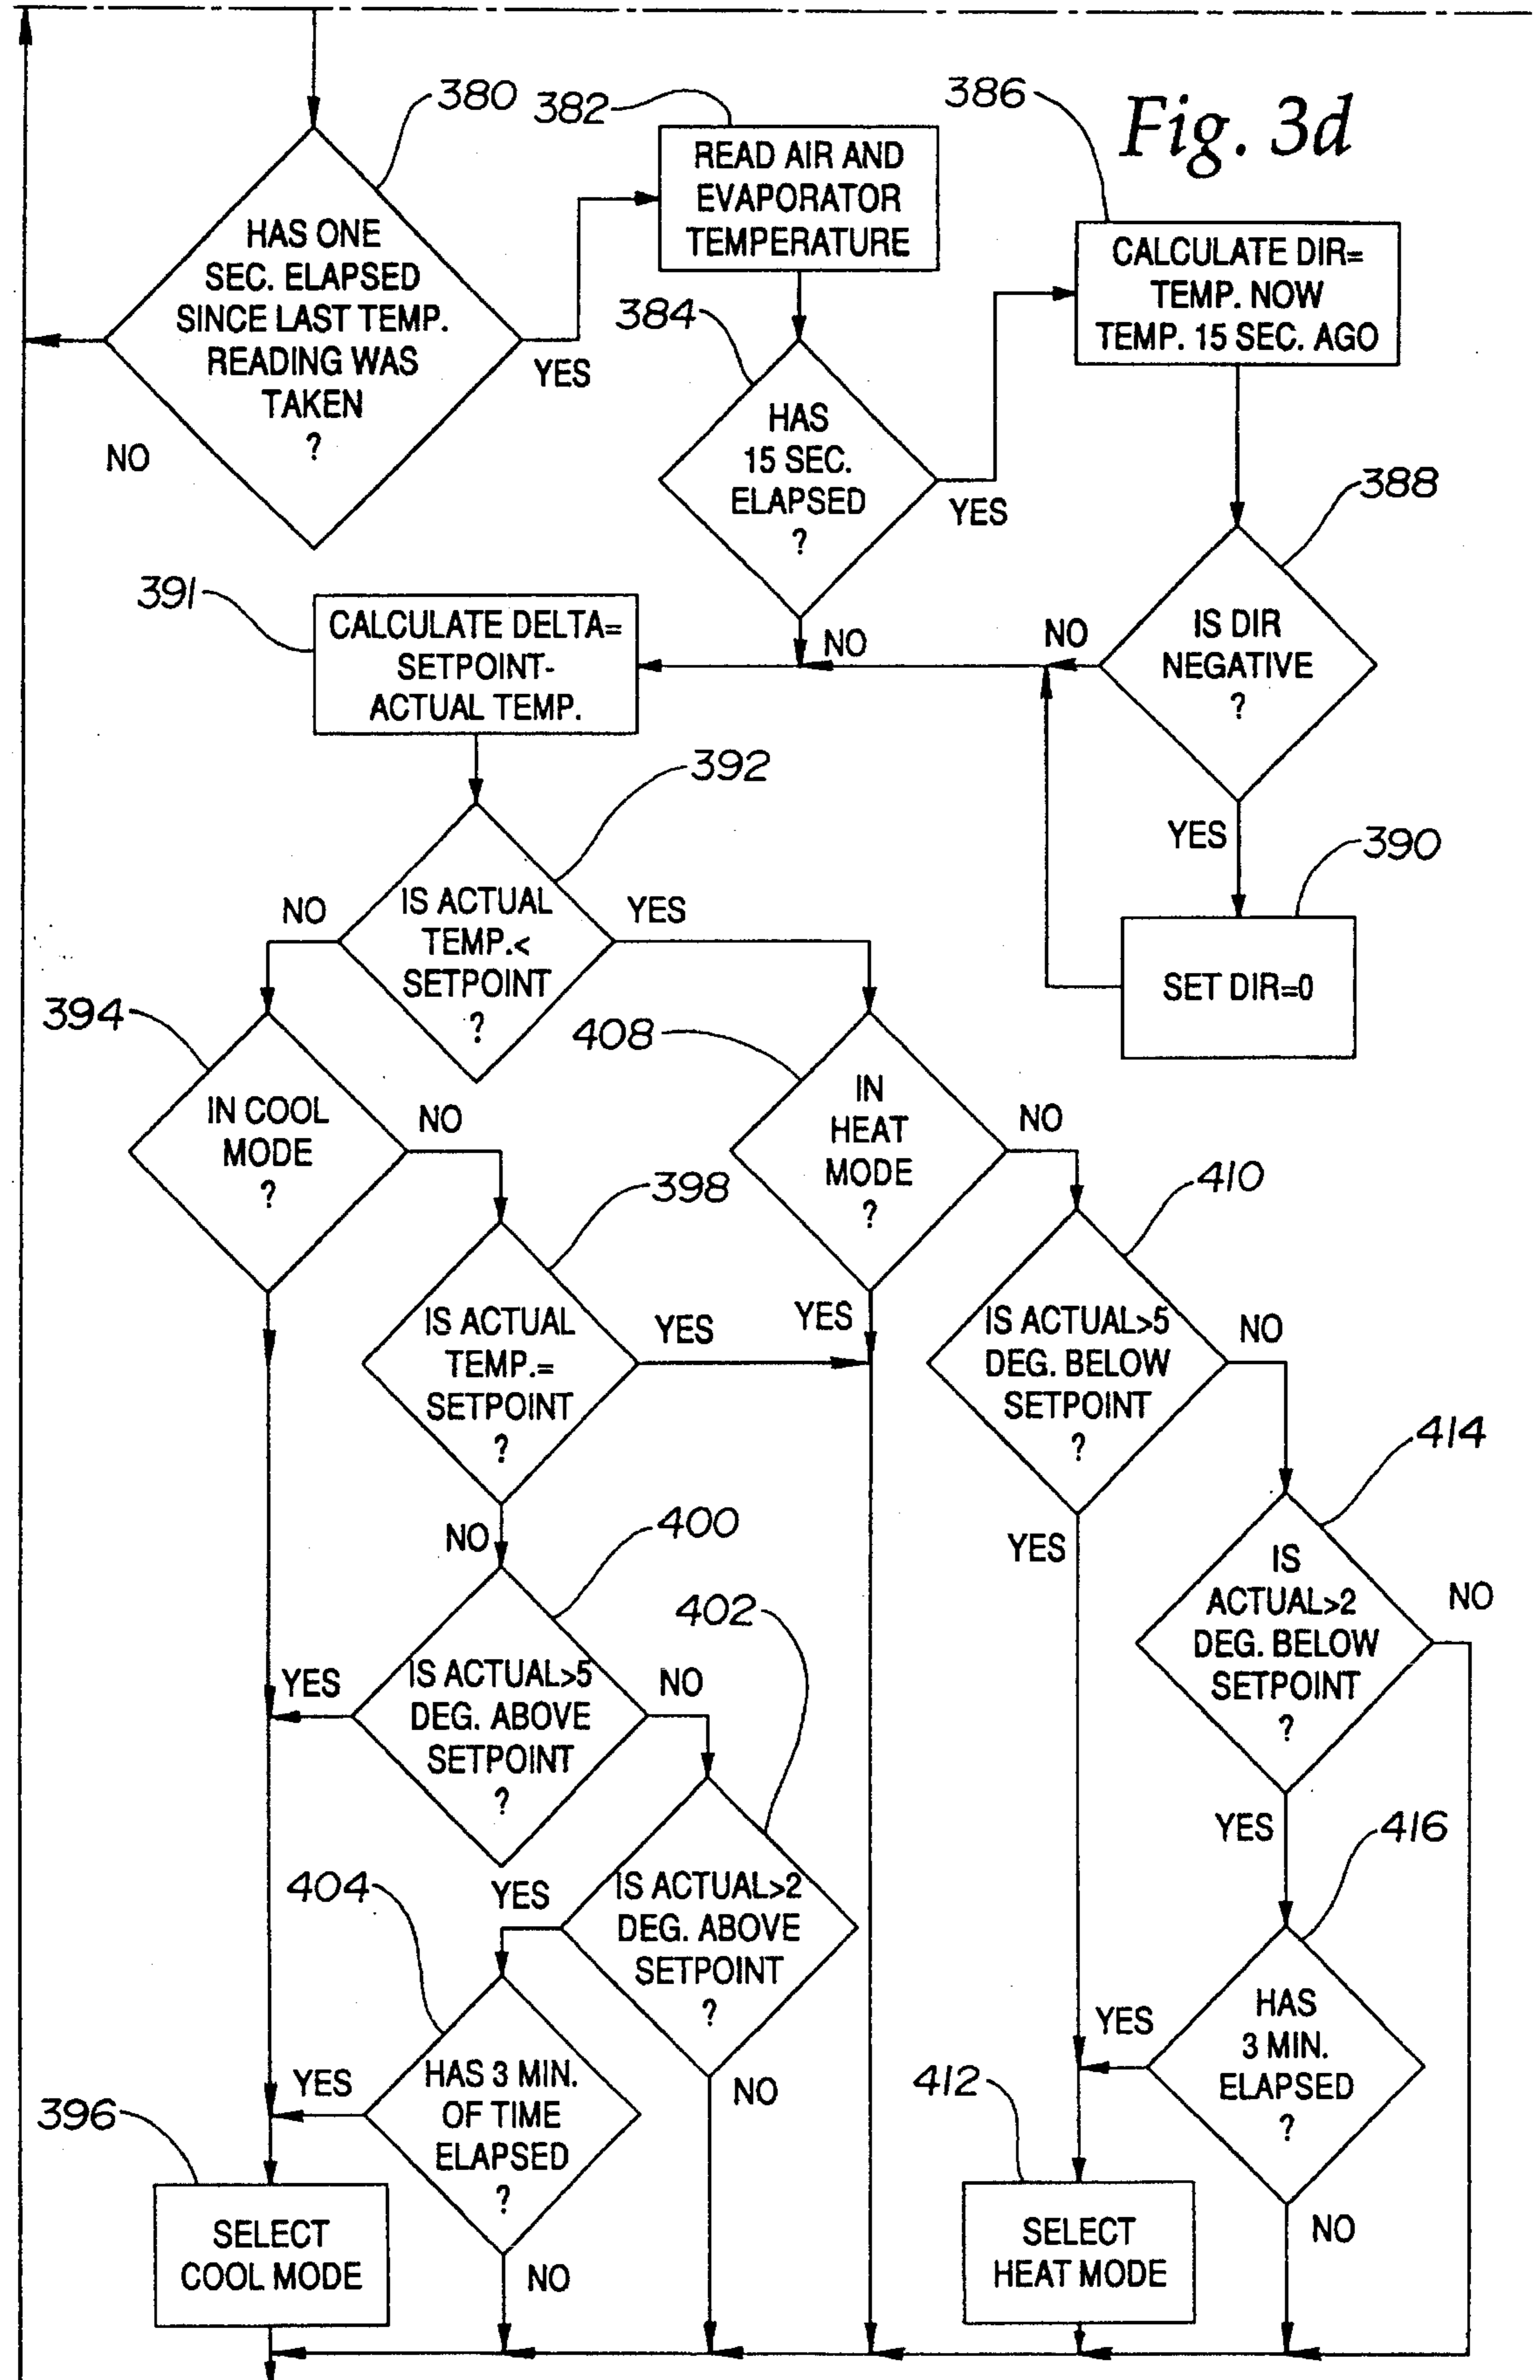 Fig. 3d
380
HAS ONE
SEC. ELAPSED
SINCE LAST TEMP.
READING WAS
TAKEN
?
NO
YES
382
READ AIR AND
EVAPORATOR
TEMPERATURE
384
HAS
15 SEC.
ELAPSED
?
YES
NO
386
CALCULATE DIR=
TEMP. NOW
TEMP. 15 SEC. AGO
388
IS DIR
NEGATIVE
?
NO
YES
390
SET DIR=0
391
CALCULATE DELTA=
SETPOINT-
ACTUAL TEMP.
392
IS ACTUAL
TEMP.<
SETPOINT
?
NO
YES
394
IN COOL
MODE
?
NO
408
IN
HEAT
MODE
?
NO
YES
398
IS ACTUAL
TEMP.=
SETPOINT
?
YES
NO
410
IS ACTUAL>5
DEG. BELOW
SETPOINT
?
NO
YES
400
IS ACTUAL>5
DEG. ABOVE
SETPOINT
?
YES
NO
414
IS
ACTUAL>2
DEG. BELOW
SETPOINT
?
NO
YES
402
IS ACTUAL>2
DEG. ABOVE
SETPOINT
?
YES
NO
404
HAS 3 MIN.
OF TIME
ELAPSED
?
YES
NO
416
HAS
3 MIN.
ELAPSED
?
YES
NO
396
SELECT
COOL MODE
412
SELECT
HEAT MODE